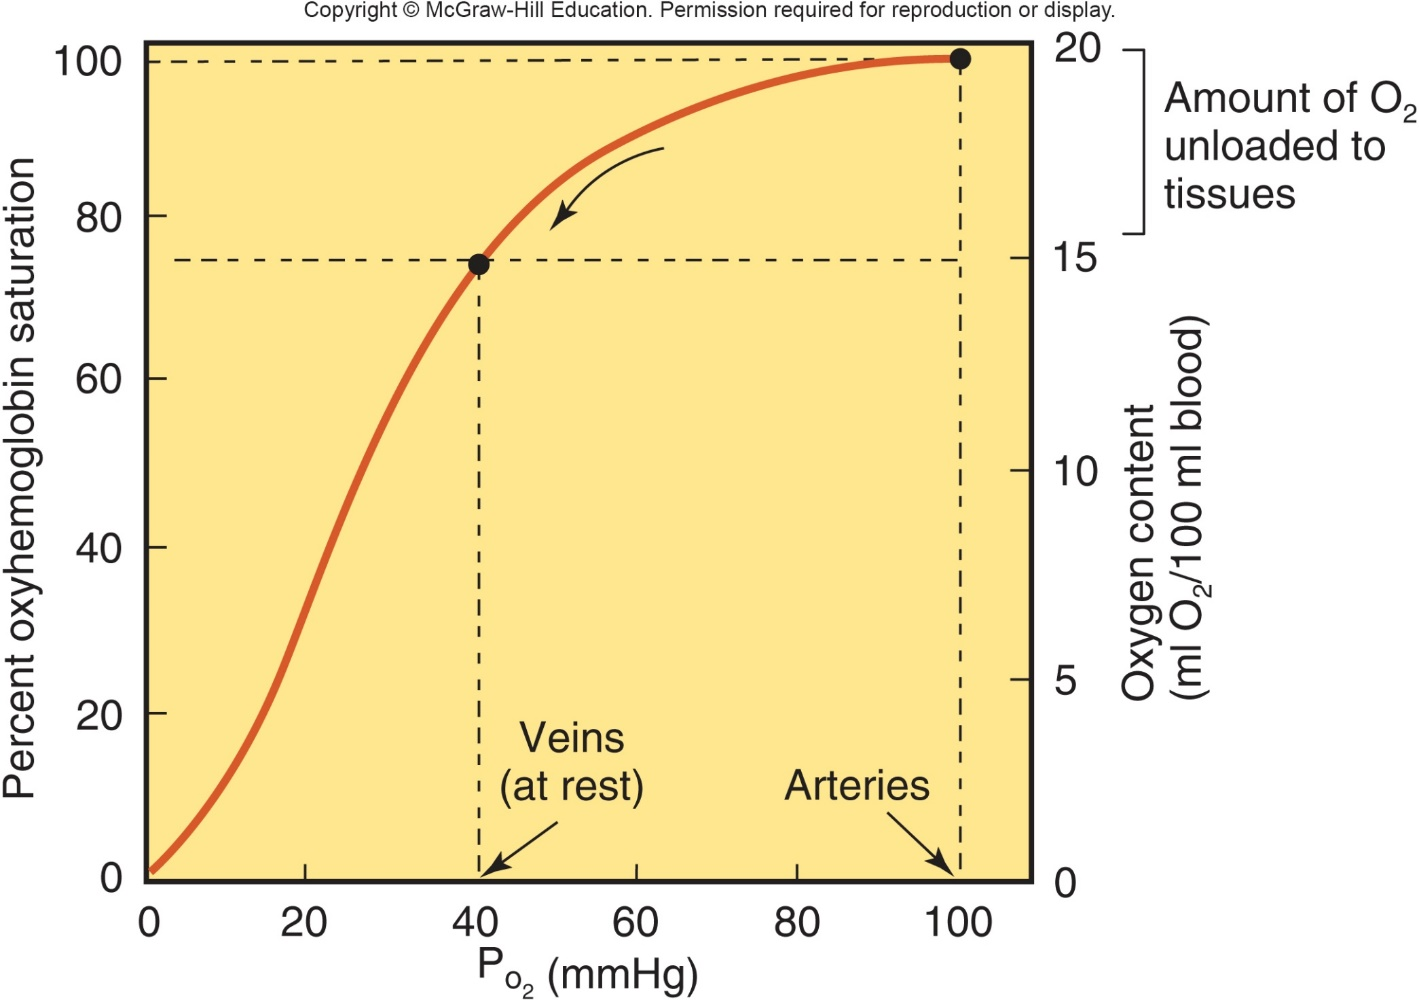 Copyright © McGraw-Hill Education. Permission required for reproduction or display.
Percent oxyhemoglobin saturation
100
80
60
40
20
0
20
15
10
5
0
Amount of O₂
unloaded to
tissues
Oxygen content
(ml O₂/100 ml blood)
Veins
(at rest)
Arteries
0 20 40 60 80 100
Po₂ (mmHg)